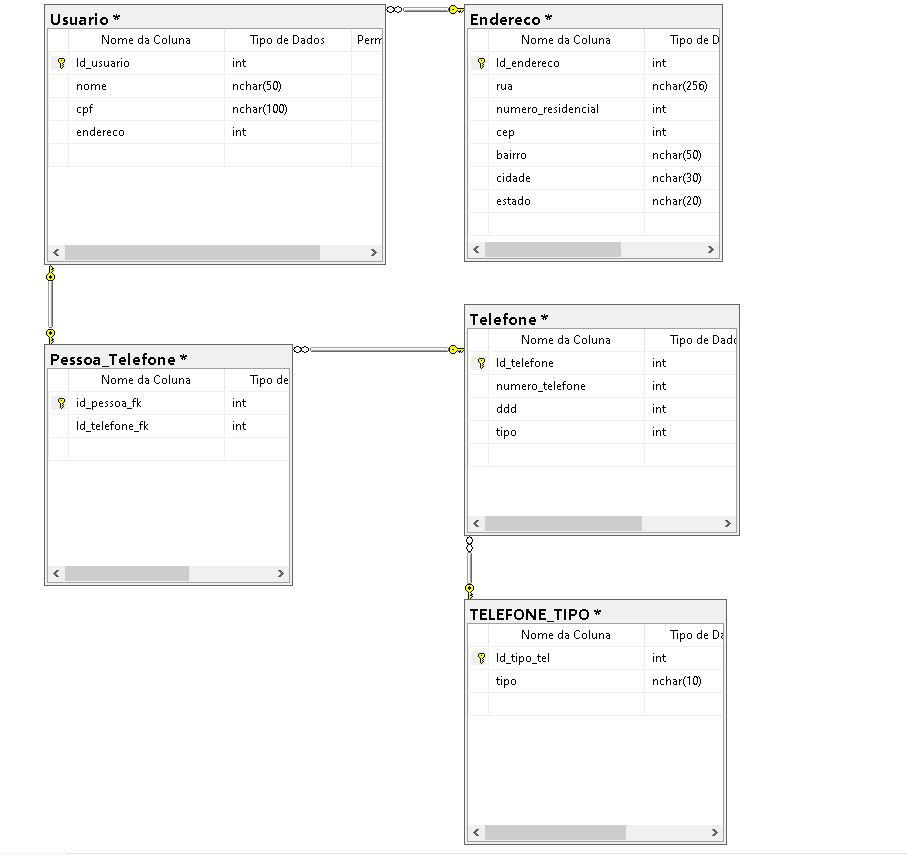 Usuario *
Nome da Coluna Tipo de Dados Perm
Id_usuario int
nome nchar(50)
cpf nchar(100)
endereco int
Endereco *
Nome da Coluna Tipo de D
Id_endereco int
rua nchar(256)
numero_residencial int
cep int
bairro nchar(50)
cidade nchar(30)
estado nchar(20)
Pessoa_Telefone *
Nome da Coluna Tipo de
id_pessoa_fk int
Id_telefone_fk int
Telefone *
Nome da Coluna Tipo de Dado
Id_telefone int
numero_telefone int
ddd int
tipo int
TELEFONE_TIPO *
Nome da Coluna Tipo de Da
Id_tipo_tel int
tipo nchar(10)